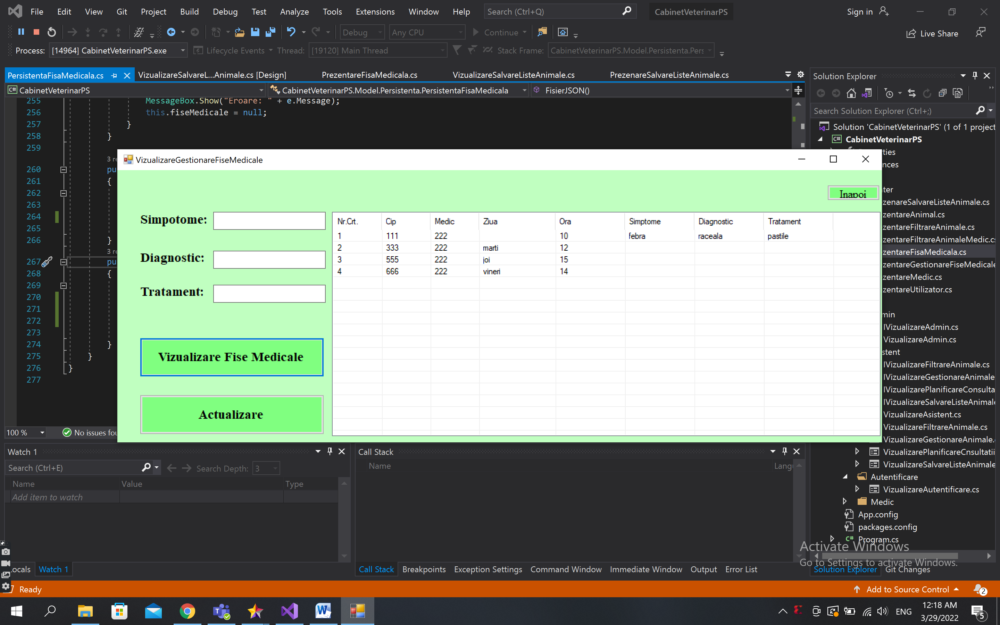 File Edit View Git Project Build Debug Test Analyze Tools Extensions Window Help Search (Ctrl+Q) CabinetVeterinarPS Sign in
Debug Any CPU Continue Live Share
Process: [14964] CabinetVeterinarPS.exe Lifecycle Events Thread: [19120] Main Thread Stack Frame: CabinetVeterinarPS.Model.Persistenta.Pers
PersistentaFisaMedicala.cs VizualizareSalvareL...Animale.cs [Design] PrezentareFisaMedicala.cs VizualizareSalvareListeAnimale.cs PrezenareSalvareListeAnimale.cs
CabinetVeterinarPS CabinetVeterinarPS.Model.Persistenta.PersistentaFisaMedicala FisierJSON()
255 MessageBox.Show("Eroare: " + e.Message);
256 this.fiseMedicale = null;
257 }
258 }
259
3 re
260 pu
261 {
262
263
264
265
266 }
3 re
267 pu
268 {
269
270
271
272
273
274 }
275 }
276 }
277
100 % No issues fou
VizualizareGestionareFiseMedicale
Inapoi
Simpotome:
Diagnostic:
Tratament:
Vizualizare Fise Medicale
Actualizare
Nr.Crt. Cip Medic Ziua Ora Simptome Diagnostic Tratament
1 111 222 10 febra raceala pastile
2 333 222 marti 12
3 555 222 joi 15
4 666 222 vineri 14
Solution Explorer
Search Solution Explorer (Ctrl+;)
Solution 'CabinetVeterinarPS' (1 of 1 project
CabinetVeterinarPS
ties
nces
ter
zenareSalvareListeAnimale.cs
zentareAnimal.cs
zentareFiltrareAnimale.cs
zentareFiltrareAnimaleMedic.cs
zentareFisaMedicala.cs
zentareGestionareFiseMedicale
zentareMedic.cs
zentareUtilizator.cs
min
IVizualizareAdmin.cs
VizualizareAdmin.cs
stent
IVizualizareFiltrareAnimale.cs
IVizualizareGestionareAnimale
IVizualizarePlanificareConsulta
IVizualizareSalvareListeAnimale
VizualizareAsistent.cs
VizualizareFiltrareAnimale.cs
VizualizareGestionareAnimale.
VizualizarePlanificareCnsultatii
VizualizareSalvareListeAnimale
Autentificare
VizualizareAutentificare.cs
Medic
App.config
packages.config
Program.cs
Activate Windows
Go to Settings to activate Windows.
Solution Explorer Git Changes
Watch 1
Search (Ctrl+E) Search Depth: 3
Name Value Type
Add item to watch
ocals Watch 1
Call Stack
Name Langu
Call Stack Breakpoints Exception Settings Command Window Immediate Window Output Error List
Ready Add to Source Control 2
ENG 12:18 AM
3/29/2022 5